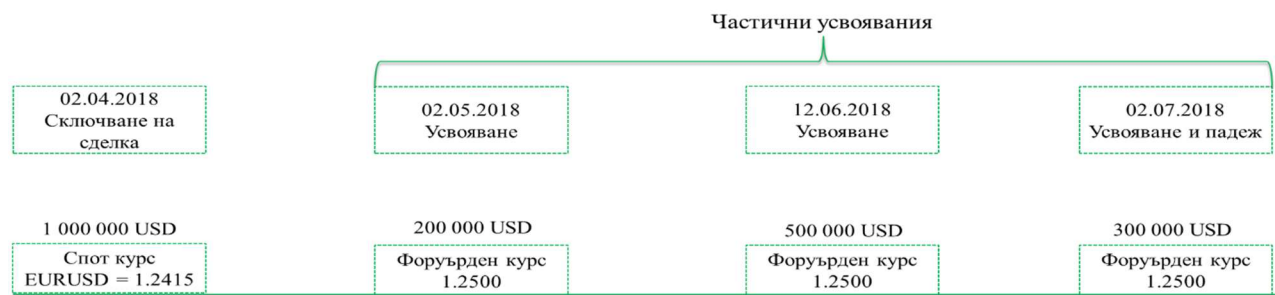 Частични усвоявания
02.04.2018
Сключване на
сделка
02.05.2018
Усвояване
12.06.2018
Усвояване
02.07.2018
Усвояване и падеж
1 000 000 USD
200 000 USD
500 000 USD
300 000 USD
Спот курс
EURUSD = 1.2415
Форуърден курс
1.2500
Форуърден курс
1.2500
Форуърден курс
1.2500